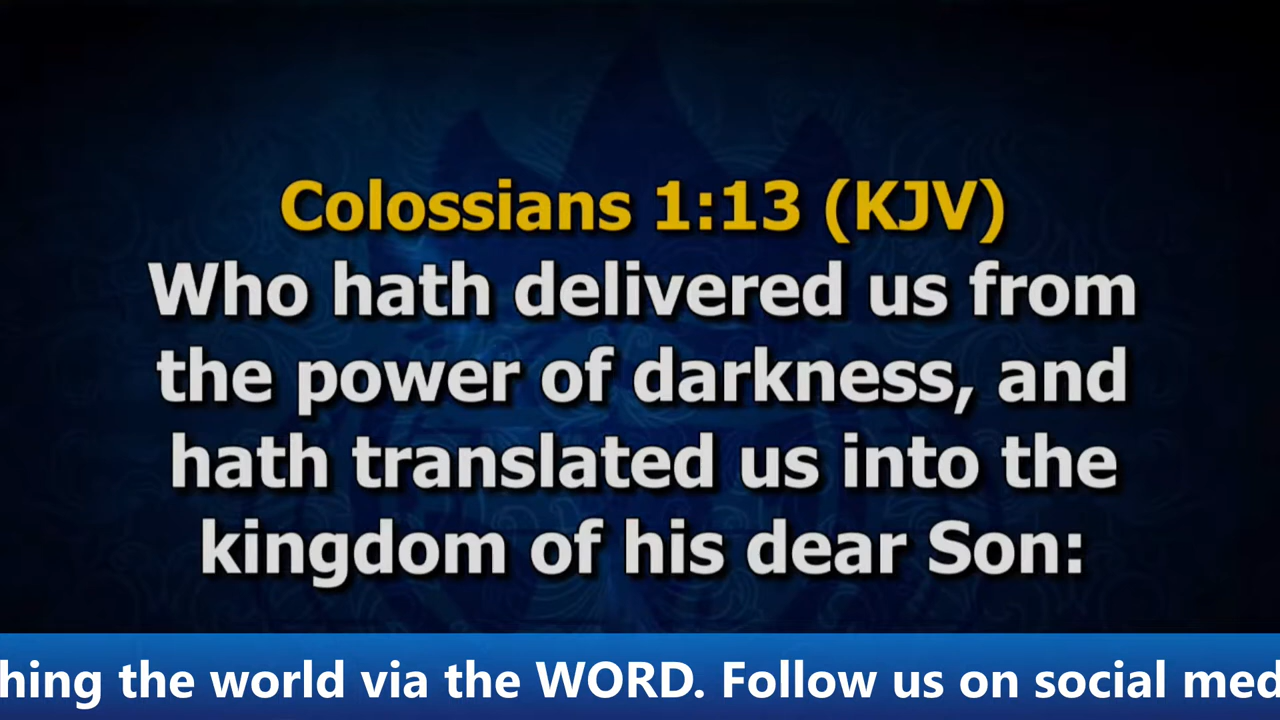 Colossians 1:13 (KJV)
Who hath delivered us from
the power of darkness, and
hath translated us into the
kingdom of his dear Son:
hing the world via the WORD. Follow us on social med